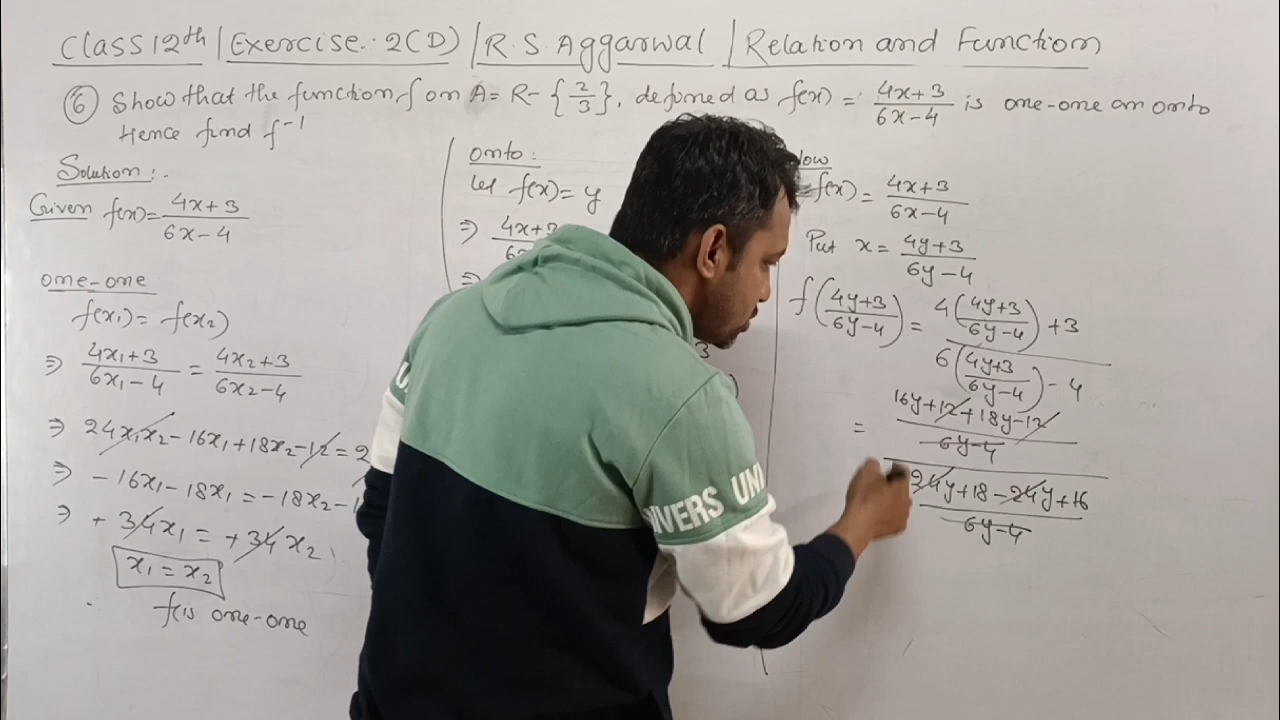 Class 12th | Exercise. 2(D) | R.S. Aggarwal | Relation and Function
⑥ Show that the function f on A = R - {2/3}, defined as f(x) = (4x+3)/(6x-4) is one-one an onto
Hence find f⁻¹
Solution :-
Given f(x) = (4x+3)/(6x-4)
one-one
f(x₁) = f(x₂)
⇒ (4x₁+3)/(6x₁-4) = (4x₂+3)/(6x₂-4)
⇒ 24x₁x₂ - 16x₁ + 18x₂ - 12 = 2
⇒ -16x₁ - 18x₁ = -18x₂ - 1
⇒ + 34x₁ = + 34x₂
x₁ = x₂
f is one-one
onto :
let f(x) = y
⇒ 4x+3
⇒
3
Now
f(x) = (4x+3)/(6x-4)
Put x = (4y+3)/(6y-4)
f((4y+3)/(6y-4)) = (4((4y+3)/(6y-4)) + 3)/(6((4y+3)/(6y-4)) - 4)
= ((16y+12+18y-12)/(6y-4))/((24y+18-24y+16)/(6y-4))
DIVERS UNI